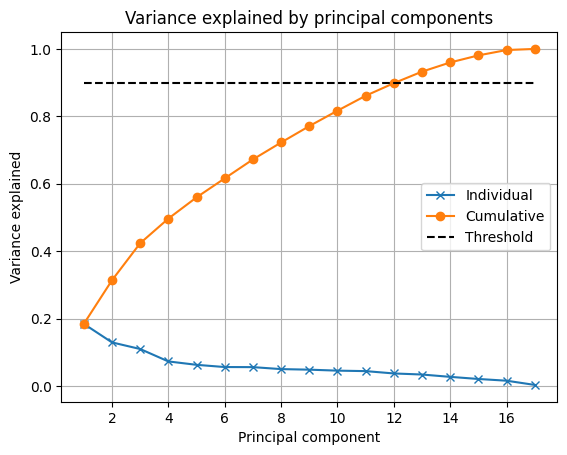 Variance explained by principal components
1.0
0.8
0.6
0.4
0.2
0.0
Variance explained
Individual
Cumulative
Threshold
2 4 6 8 10 12 14 16
Principal component